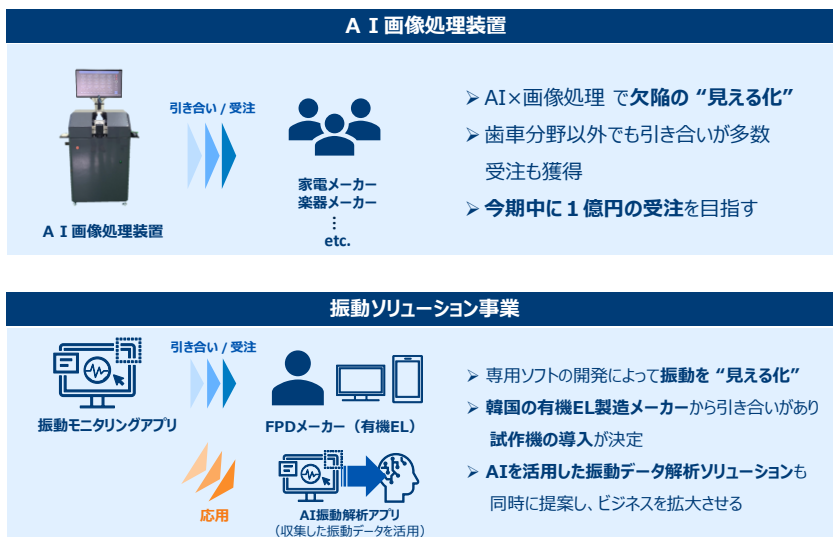 ＡＩ画像処理装置
引き合い / 受注
ＡＩ画像処理装置
家電メーカー
楽器メーカー
⋮
etc.
➢ AI×画像処理 で欠陥の “見える化”
➢ 歯車分野以外でも引き合いが多数
受注も獲得
➢ 今期中に１億円の受注を目指す
振動ソリューション事業
引き合い / 受注
振動モニタリングアプリ
FPDメーカー（有機EL）
応用
AI振動解析アプリ
（収集した振動データを活用）
➢ 専用ソフトの開発によって振動を “見える化”
➢ 韓国の有機EL製造メーカーから引き合いがあり
試作機の導入が決定
➢ AIを活用した振動データ解析ソリューションも
同時に提案し、ビジネスを拡大させる